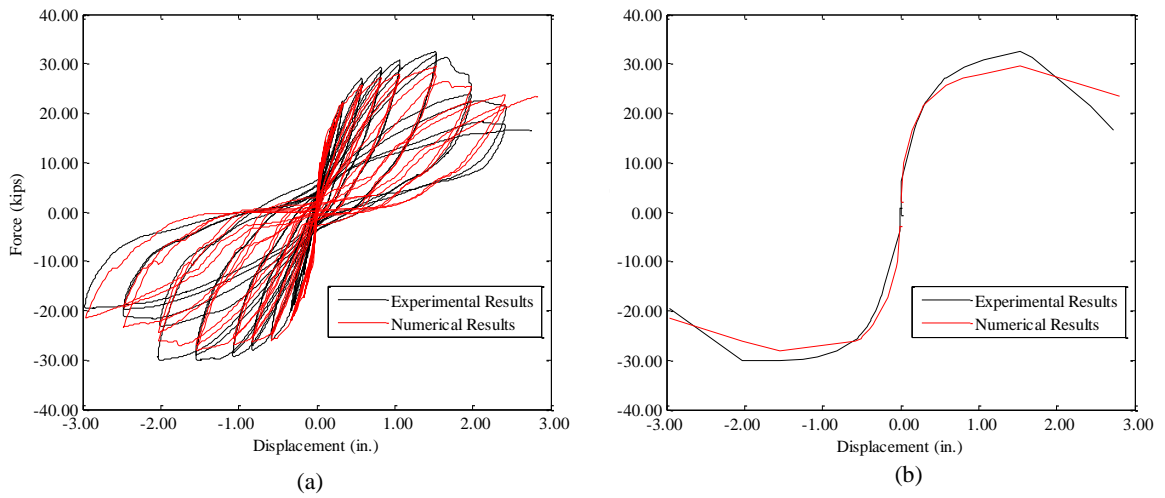 40.00
30.00
20.00
10.00
0.00
-10.00
-20.00
-30.00
-40.00
Force (kips)
-3.00 -2.00 -1.00 0.00 1.00 2.00 3.00
Displacement (in.)
Experimental Results
Numerical Results
(a)
40.00
30.00
20.00
10.00
0.00
-10.00
-20.00
-30.00
-40.00
-3.00 -2.00 -1.00 0.00 1.00 2.00 3.00
Displacement (in.)
Experimental Results
Numerical Results
(b)